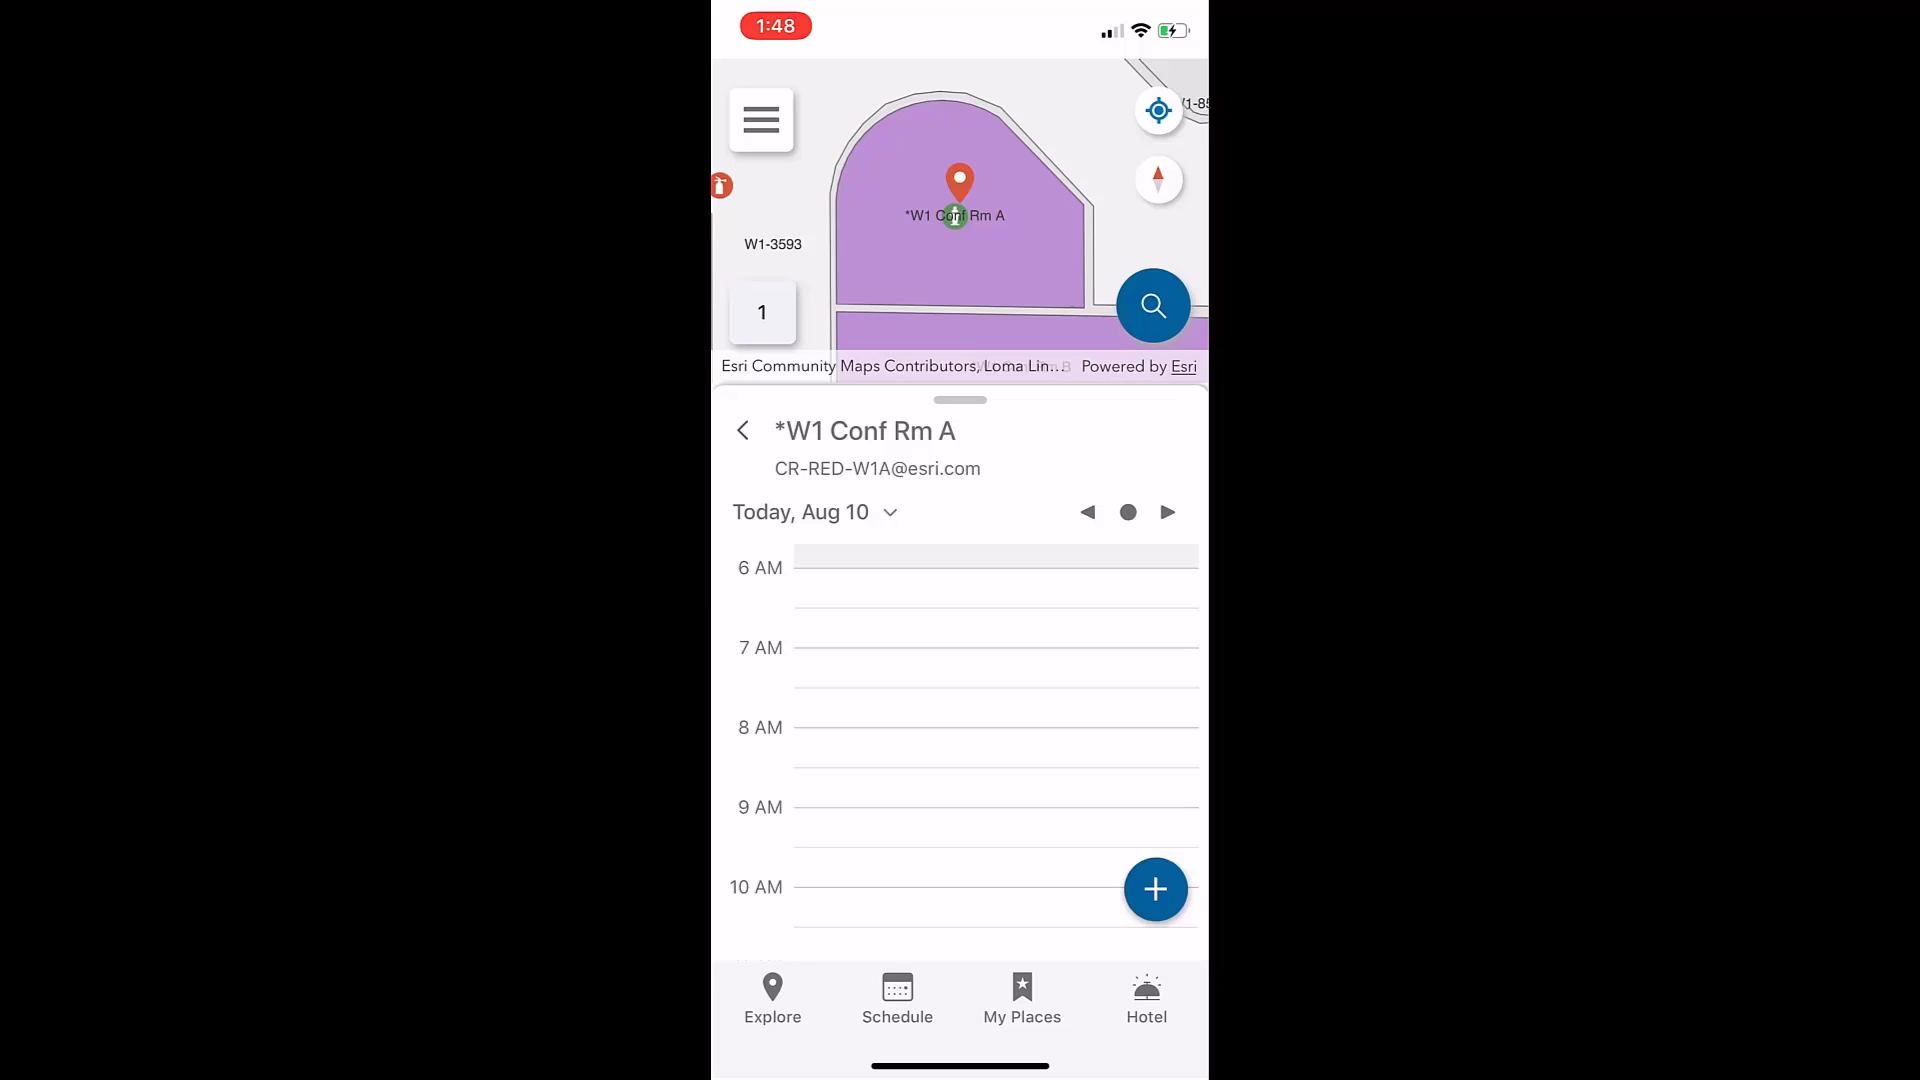 1:48
W1-85
*W1 Conf Rm A
W1-3593
1
Esri Community Maps Contributors, Loma Lin... Powered by Esri
*W1 Conf Rm A
CR-RED-W1A@esri.com
Today, Aug 10
6 AM
7 AM
8 AM
9 AM
10 AM
Explore
Schedule
My Places
Hotel